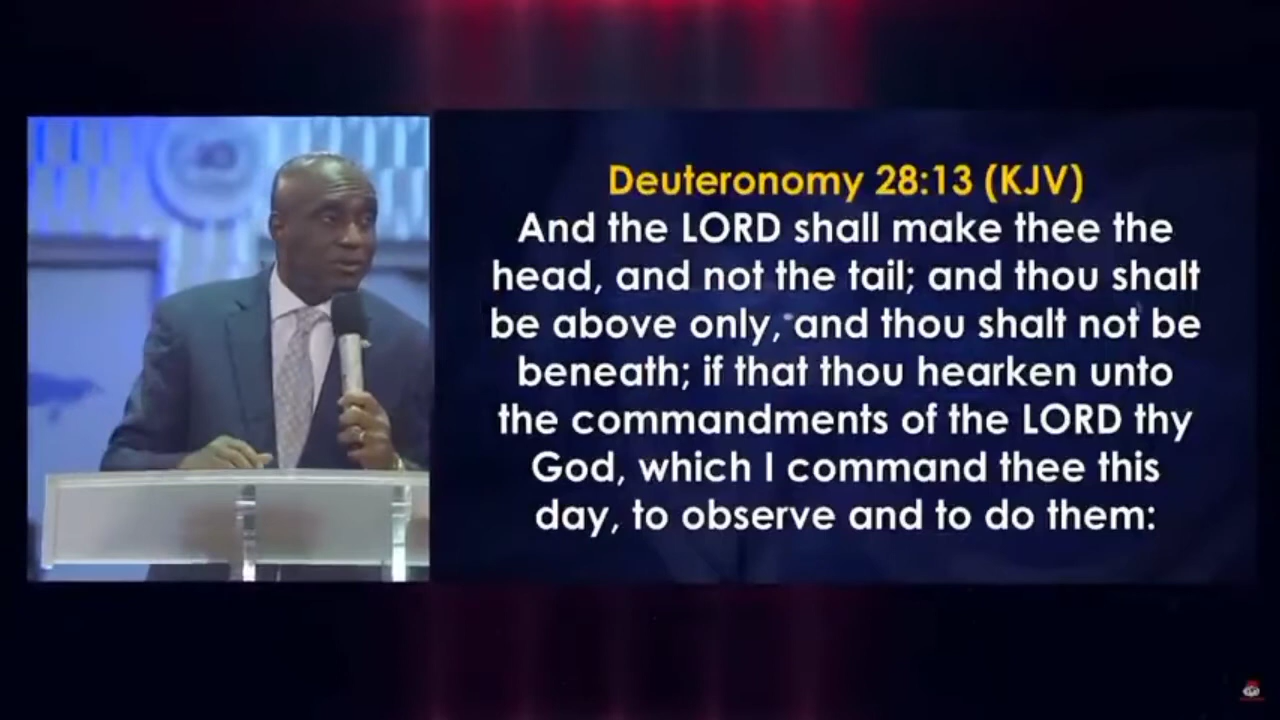 Deuteronomy 28:13 (KJV)
And the LORD shall make thee the
head, and not the tail; and thou shalt
be above only, and thou shalt not be
beneath; if that thou hearken unto
the commandments of the LORD thy
God, which I command thee this
day, to observe and to do them: